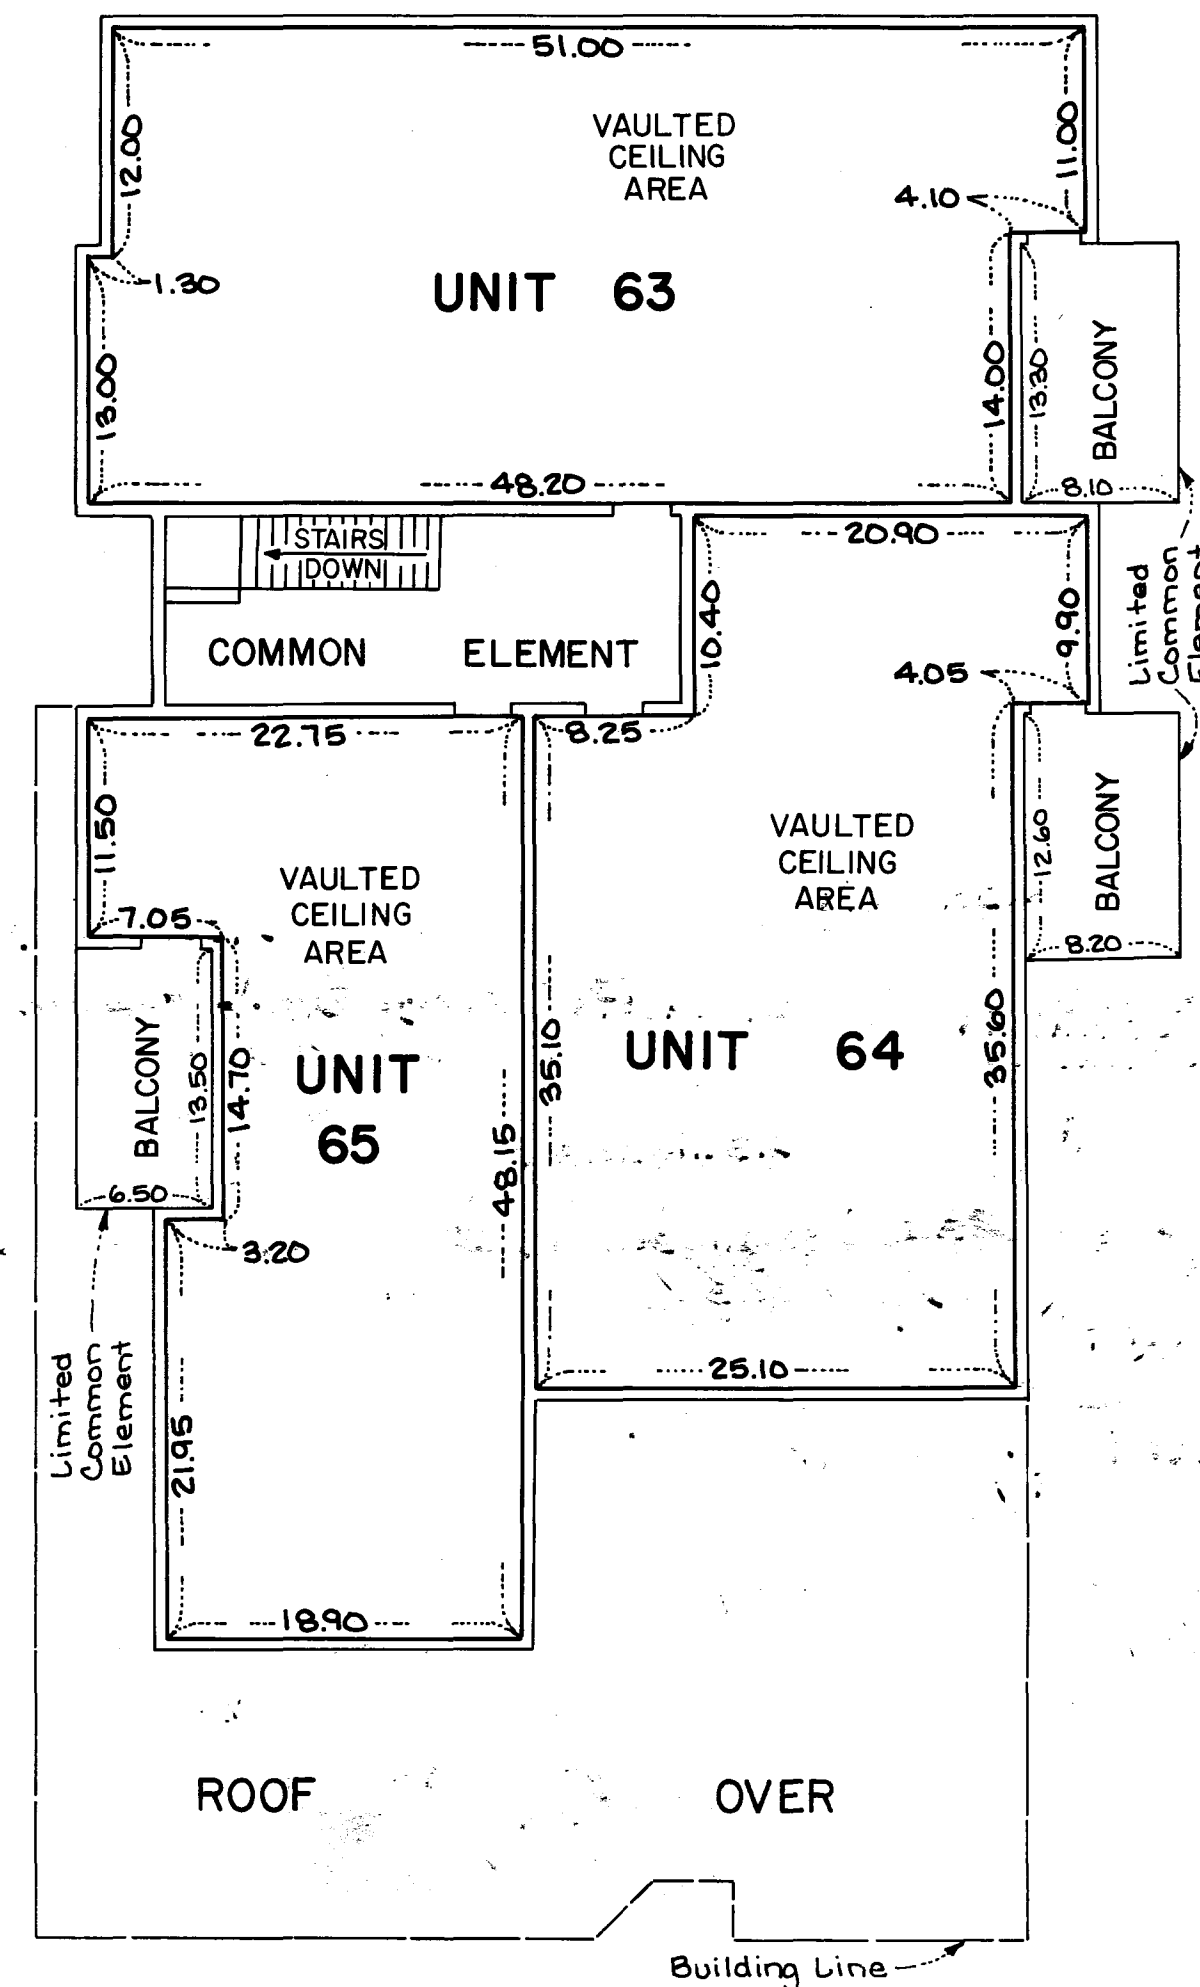 51.00
12.00
11.00
VAULTED
CEILING
AREA
4.10
1.30
UNIT 63
13.00
14.00
13.30
BALCONY
48.20
8.10
STAIRS
DOWN
20.90
10.40
9.90
Limited
Common
Element
COMMON ELEMENT
4.05
22.75
8.25
11.50
VAULTED
CEILING
AREA
7.05
VAULTED
CEILING
AREA
12.60
BALCONY
8.20
BALCONY
13.50
14.70
UNIT
65
48.15
35.10
UNIT 64
35.60
6.50
3.20
Limited
Common
Element
25.10
21.95
18.90
ROOF OVER
Building Line